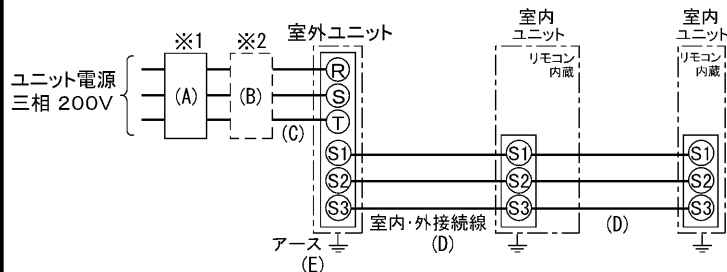 ※1
※2
室外ユニット
室内
ユニット
室内
ユニット
リモコン
内蔵
リモコン
内蔵
ユニット電源
三相 200V
(A)
(B)
(C)
R
S
T
S1
S2
S3
S1
S2
S3
S1
S2
S3
室内・外接続線
(D)
(D)
アース
(E)